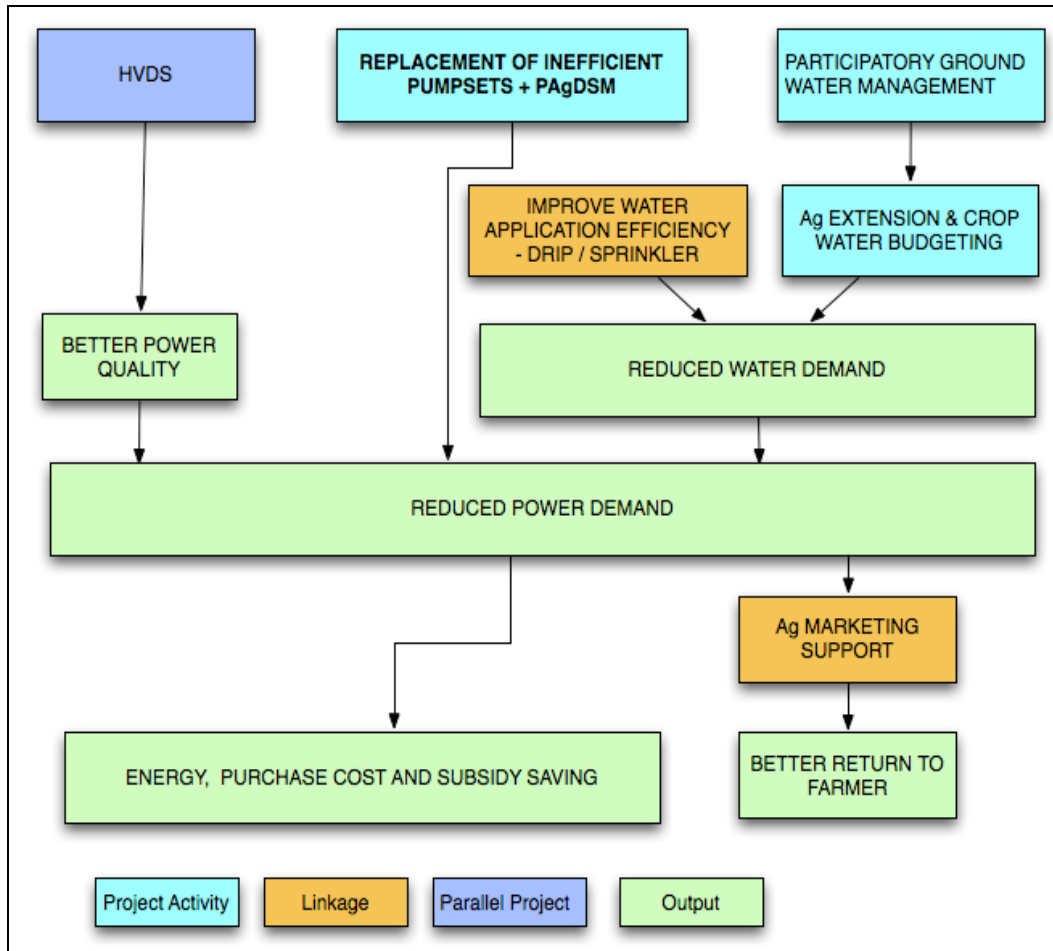 HVDS
REPLACEMENT OF INEFFICIENT
PUMPSETS + PAgDSM
PARTICIPATORY GROUND
WATER MANAGEMENT
IMPROVE WATER
APPLICATION EFFICIENCY
- DRIP / SPRINKLER
Ag EXTENSION & CROP
WATER BUDGETING
BETTER POWER
QUALITY
REDUCED WATER DEMAND
REDUCED POWER DEMAND
Ag MARKETING
SUPPORT
ENERGY, PURCHASE COST AND SUBSIDY SAVING
BETTER RETURN TO
FARMER
Project Activity
Linkage
Parallel Project
Output